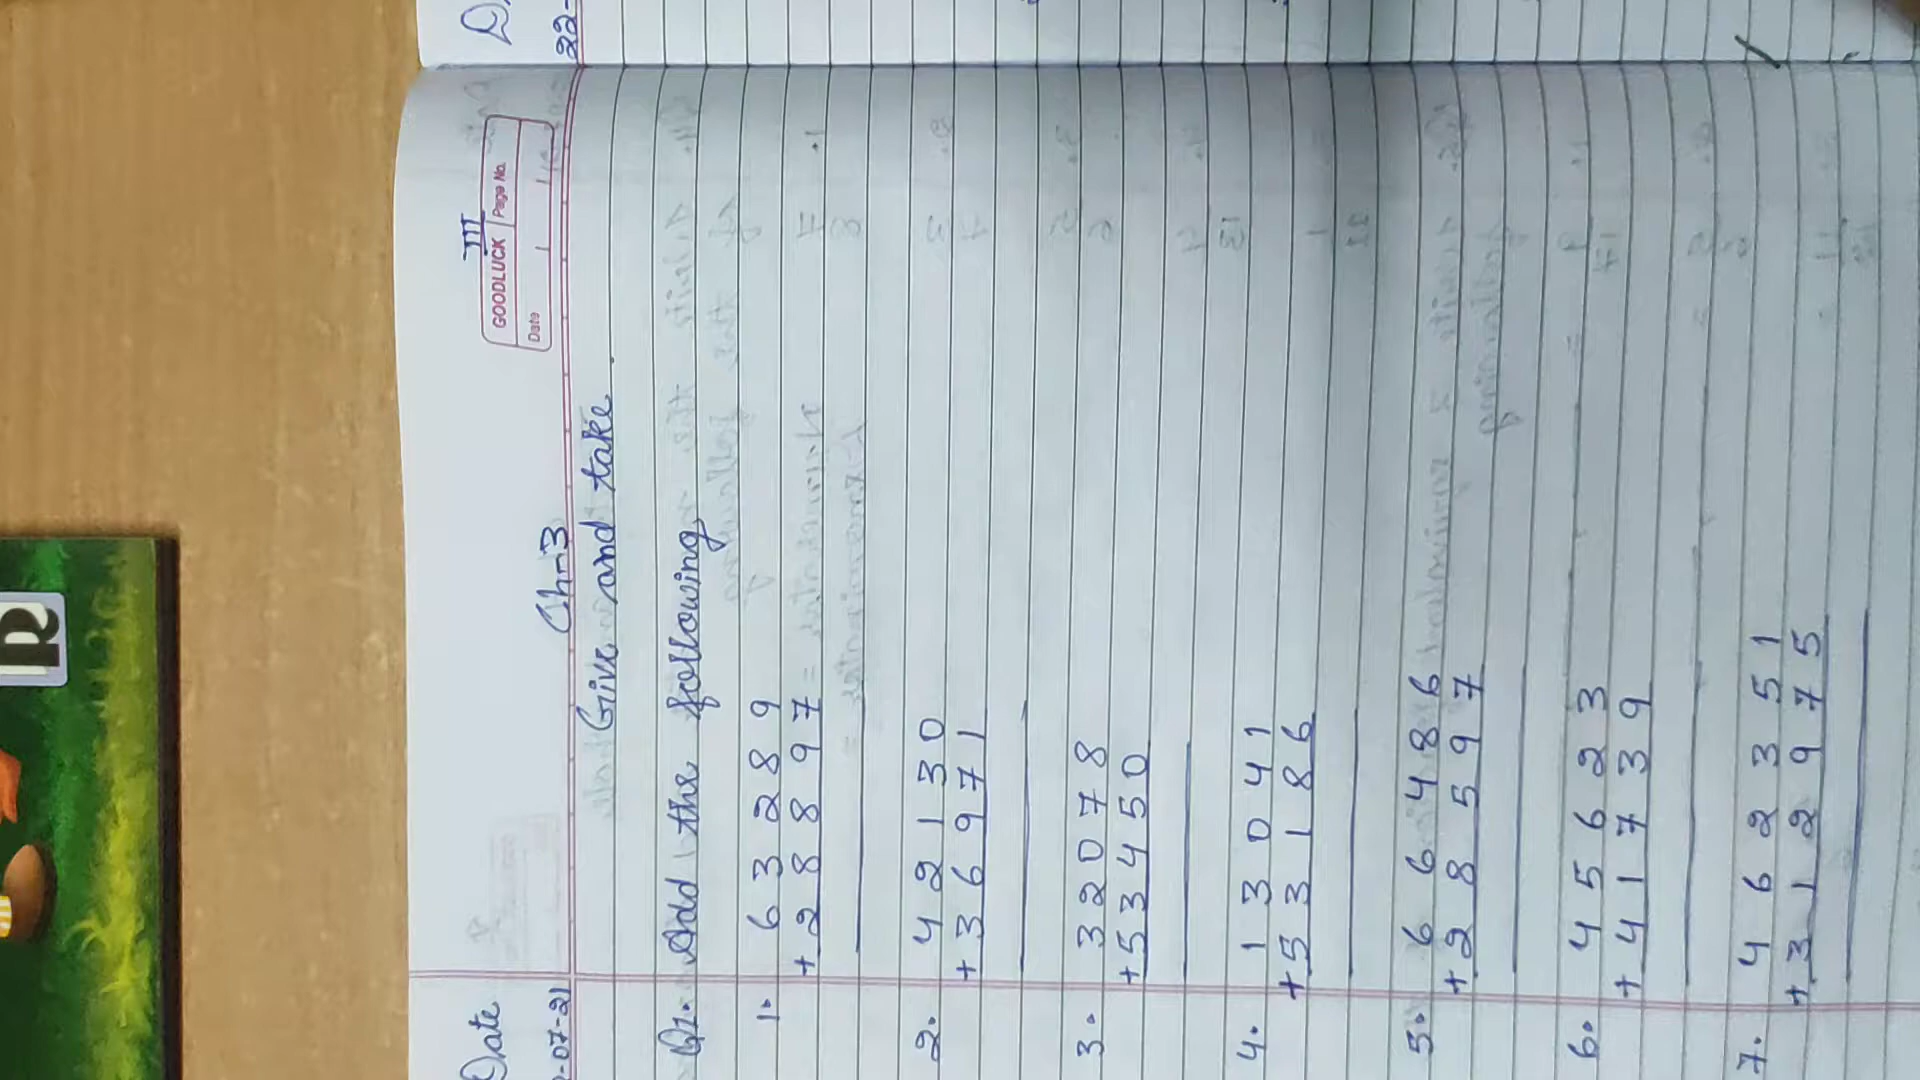 III
GOODLUCK Page No.
Date
Date
-07-21
Ch-3
Give and take
Q1. Add the following
1. 6 3 2 8 9
+ 2 8 8 9 7
2. 4 2 1 3 0
+ 3 6 9 7 1
3. 3 2 0 7 8
+ 5 3 4 5 0
4. 1 3 0 4 1
+ 5 3 1 8 6
5. 6 6 4 8 6
+ 2 8 5 9 7
6. 4 5 6 2 3
+ 4 1 7 3 9
7. 4 6 2 3 5 1
+ 3 1 2 9 7 5